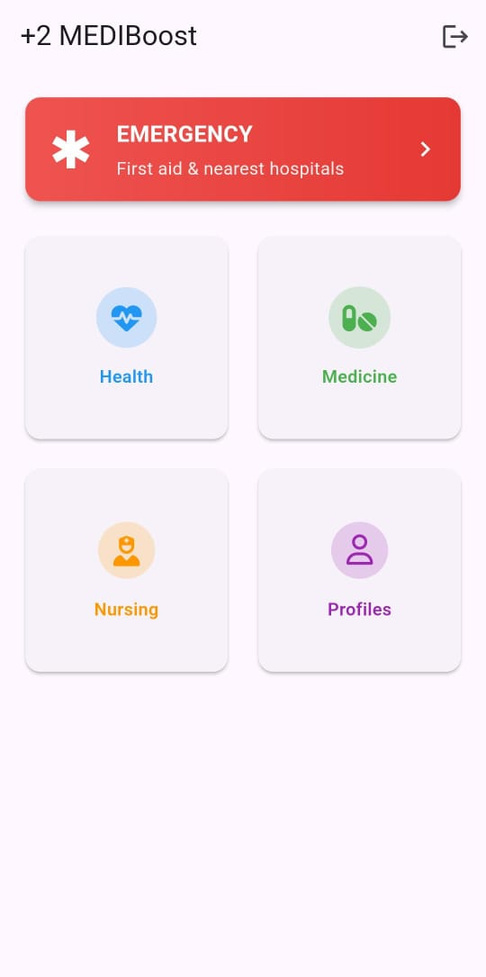 +2 MEDIBoost
EMERGENCY
First aid & nearest hospitals
Health
Medicine
Nursing
Profiles